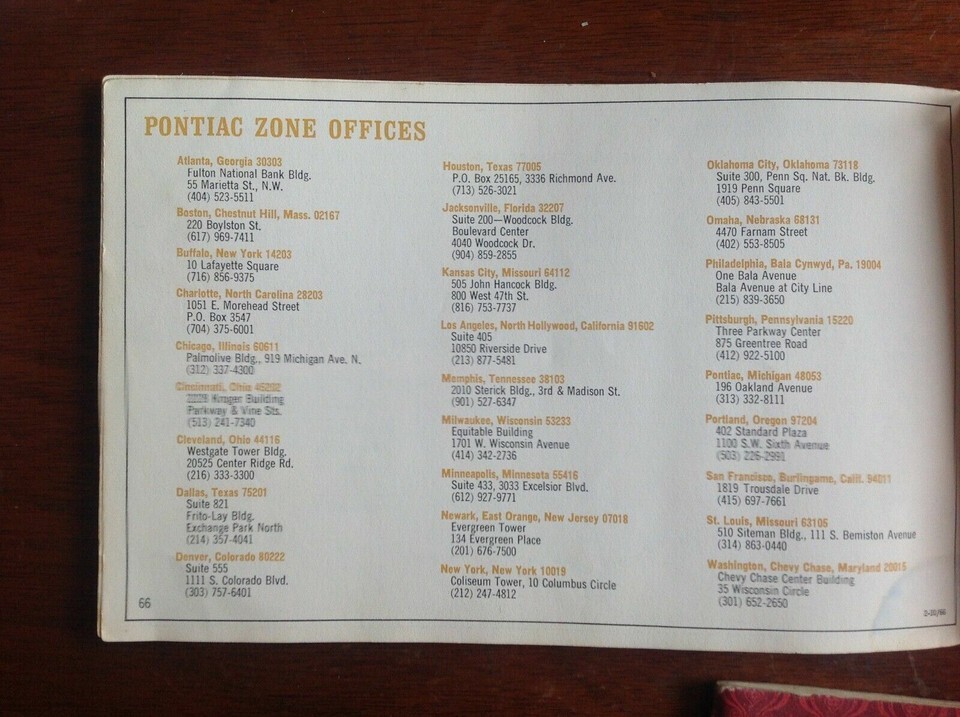 PONTIAC ZONE OFFICES
Atlanta, Georgia 30303
Fulton National Bank Bldg.
55 Marietta St., N.W.
(404) 523-5511
Boston, Chestnut Hill, Mass. 02167
220 Boylston St.
(617) 969-7411
Buffalo, New York 14203
10 Lafayette Square
(716) 856-9375
Charlotte, North Carolina 28203
1051 E. Morehead Street
P.O. Box 3547
(704) 375-6001
Chicago, Illinois 60611
Palmolive Bldg., 919 Michigan Ave. N.
(312) 337-4300
Cincinnati, Ohio 45202
Kroger Building
Parkway & Vine Sts.
(513) 241-7340
Cleveland, Ohio 44116
Westgate Tower Bldg.
20525 Center Ridge Rd.
(216) 333-3300
Dallas, Texas 75201
Suite 821
Frito-Lay Bldg.
Exchange Park North
(214) 357-4041
Denver, Colorado 80222
Suite 555
1111 S. Colorado Blvd.
(303) 757-6401
66
Houston, Texas 77005
P.O. Box 25165, 3336 Richmond Ave.
(713) 526-3021
Jacksonville, Florida 32207
Suite 200—Woodcock Bldg.
Boulevard Center
4040 Woodcock Dr.
(904) 859-2855
Kansas City, Missouri 64112
505 John Hancock Bldg.
800 West 47th St.
(816) 753-7737
Los Angeles, North Hollywood, California 91602
Suite 405
10850 Riverside Drive
(213) 877-5481
Memphis, Tennessee 38103
2010 Sterick Bldg., 3rd & Madison St.
(901) 527-6347
Milwaukee, Wisconsin 53233
Equitable Building
1701 W. Wisconsin Avenue
(414) 342-2736
Minneapolis, Minnesota 55416
Suite 433, 3033 Excelsior Blvd.
(612) 927-9771
Newark, East Orange, New Jersey 07018
Evergreen Tower
134 Evergreen Place
(201) 676-7500
New York, New York 10019
Coliseum Tower, 10 Columbus Circle
(212) 247-4812
Oklahoma City, Oklahoma 73118
Suite 300, Penn Sq. Nat. Bk. Bldg.
1919 Penn Square
(405) 843-5501
Omaha, Nebraska 68131
4470 Farnam Street
(402) 553-8505
Philadelphia, Bala Cynwyd, Pa. 19004
One Bala Avenue
Bala Avenue at City Line
(215) 839-3650
Pittsburgh, Pennsylvania 15220
Three Parkway Center
875 Greentree Road
(412) 922-5100
Pontiac, Michigan 48053
196 Oakland Avenue
(313) 332-8111
Portland, Oregon 97204
402 Standard Plaza
1100 S.W. Sixth Avenue
(503) 226-2991
San Francisco, Burlingame, Calif. 94011
1819 Trousdale Drive
(415) 697-7661
St. Louis, Missouri 63105
510 Siteman Bldg., 111 S. Bemiston Avenue
(314) 863-0440
Washington, Chevy Chase, Maryland 20015
Chevy Chase Center Building
35 Wisconsin Circle
(301) 652-2650